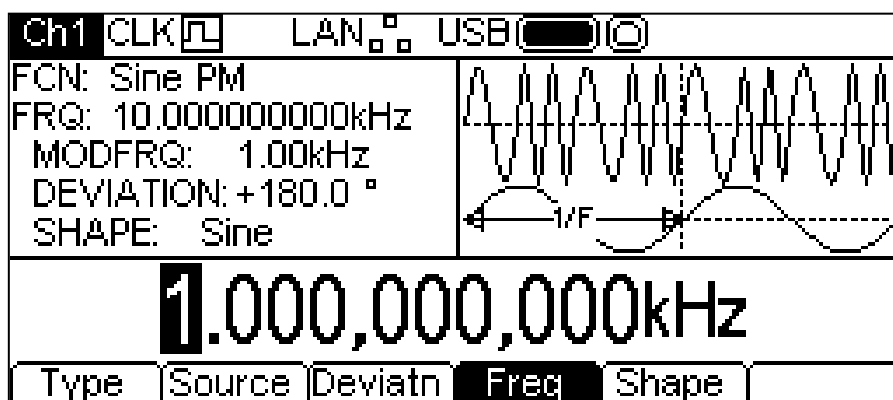 Ch1 CLK LAN USB
FCN: Sine PM
FRQ: 10.000000000kHz
MODFRQ: 1.00kHz
DEVIATION: +180.0 °
SHAPE: Sine
1/F
1.000,000,000kHz
Type Source Deviatn Freq Shape